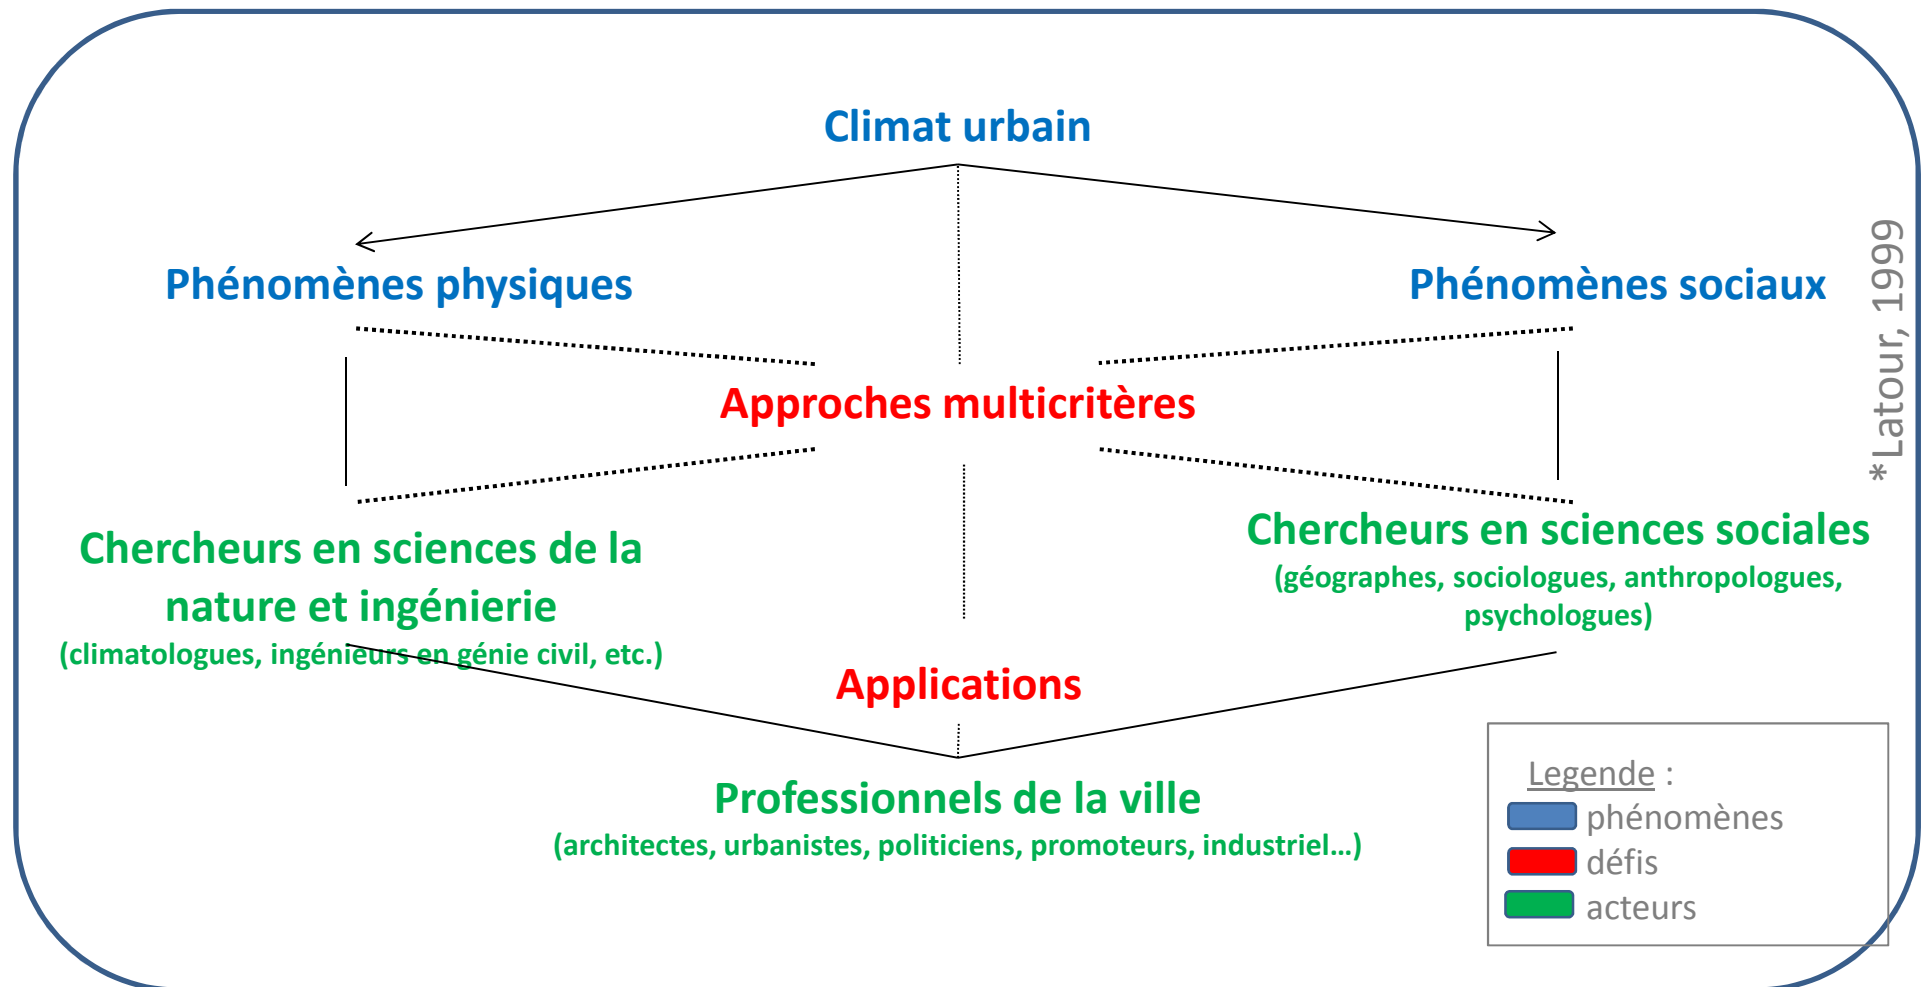 Climat urbain
Phénomènes physiques
Phénomènes sociaux
*Latour, 1999
Approches multicritères
Chercheurs en sciences de la
nature et ingénierie
(climatologues, ingénieurs en génie civil, etc.)
Chercheurs en sciences sociales
(géographes, sociologues, anthropologues,
psychologues)
Applications
Professionnels de la ville
(architectes, urbanistes, politiciens, promoteurs, industriel…)
Legende :
phénomènes
défis
acteurs